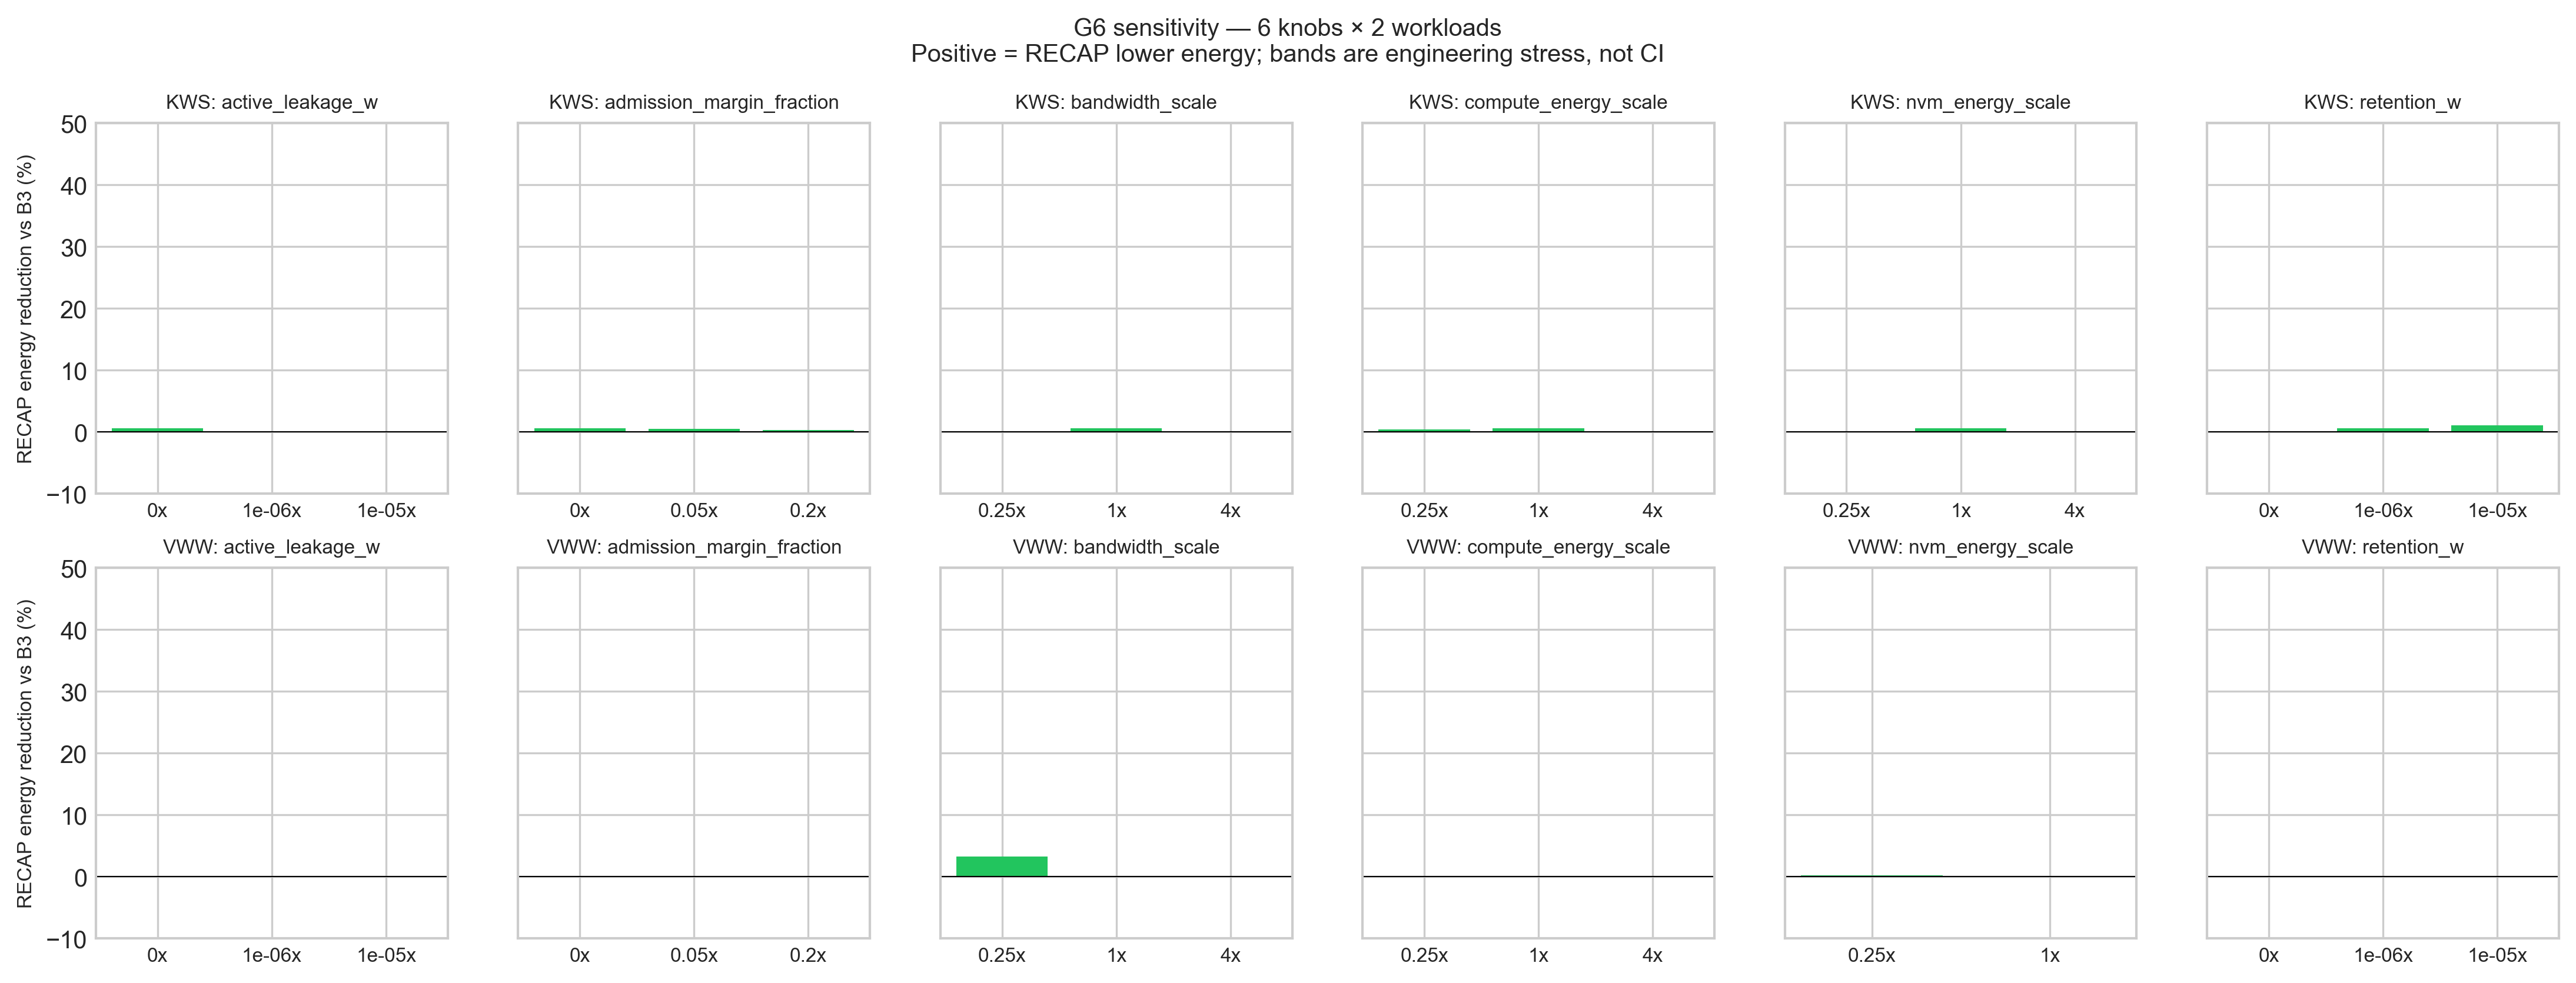 G6 sensitivity — 6 knobs × 2 workloads
Positive = RECAP lower energy; bands are engineering stress, not CI
KWS: active_leakage_w
KWS: admission_margin_fraction
KWS: bandwidth_scale
KWS: compute_energy_scale
KWS: nvm_energy_scale
KWS: retention_w
RECAP energy reduction vs B3 (%)
50
40
30
20
10
0
−10
0x 1e-06x 1e-05x
0x 0.05x 0.2x
0.25x 1x 4x
0.25x 1x 4x
0.25x 1x 4x
0x 1e-06x 1e-05x
VWW: active_leakage_w
VWW: admission_margin_fraction
VWW: bandwidth_scale
VWW: compute_energy_scale
VWW: nvm_energy_scale
VWW: retention_w
RECAP energy reduction vs B3 (%)
50
40
30
20
10
0
−10
0x 1e-06x 1e-05x
0x 0.05x 0.2x
0.25x 1x 4x
0.25x 1x 4x
0.25x 1x
0x 1e-06x 1e-05x